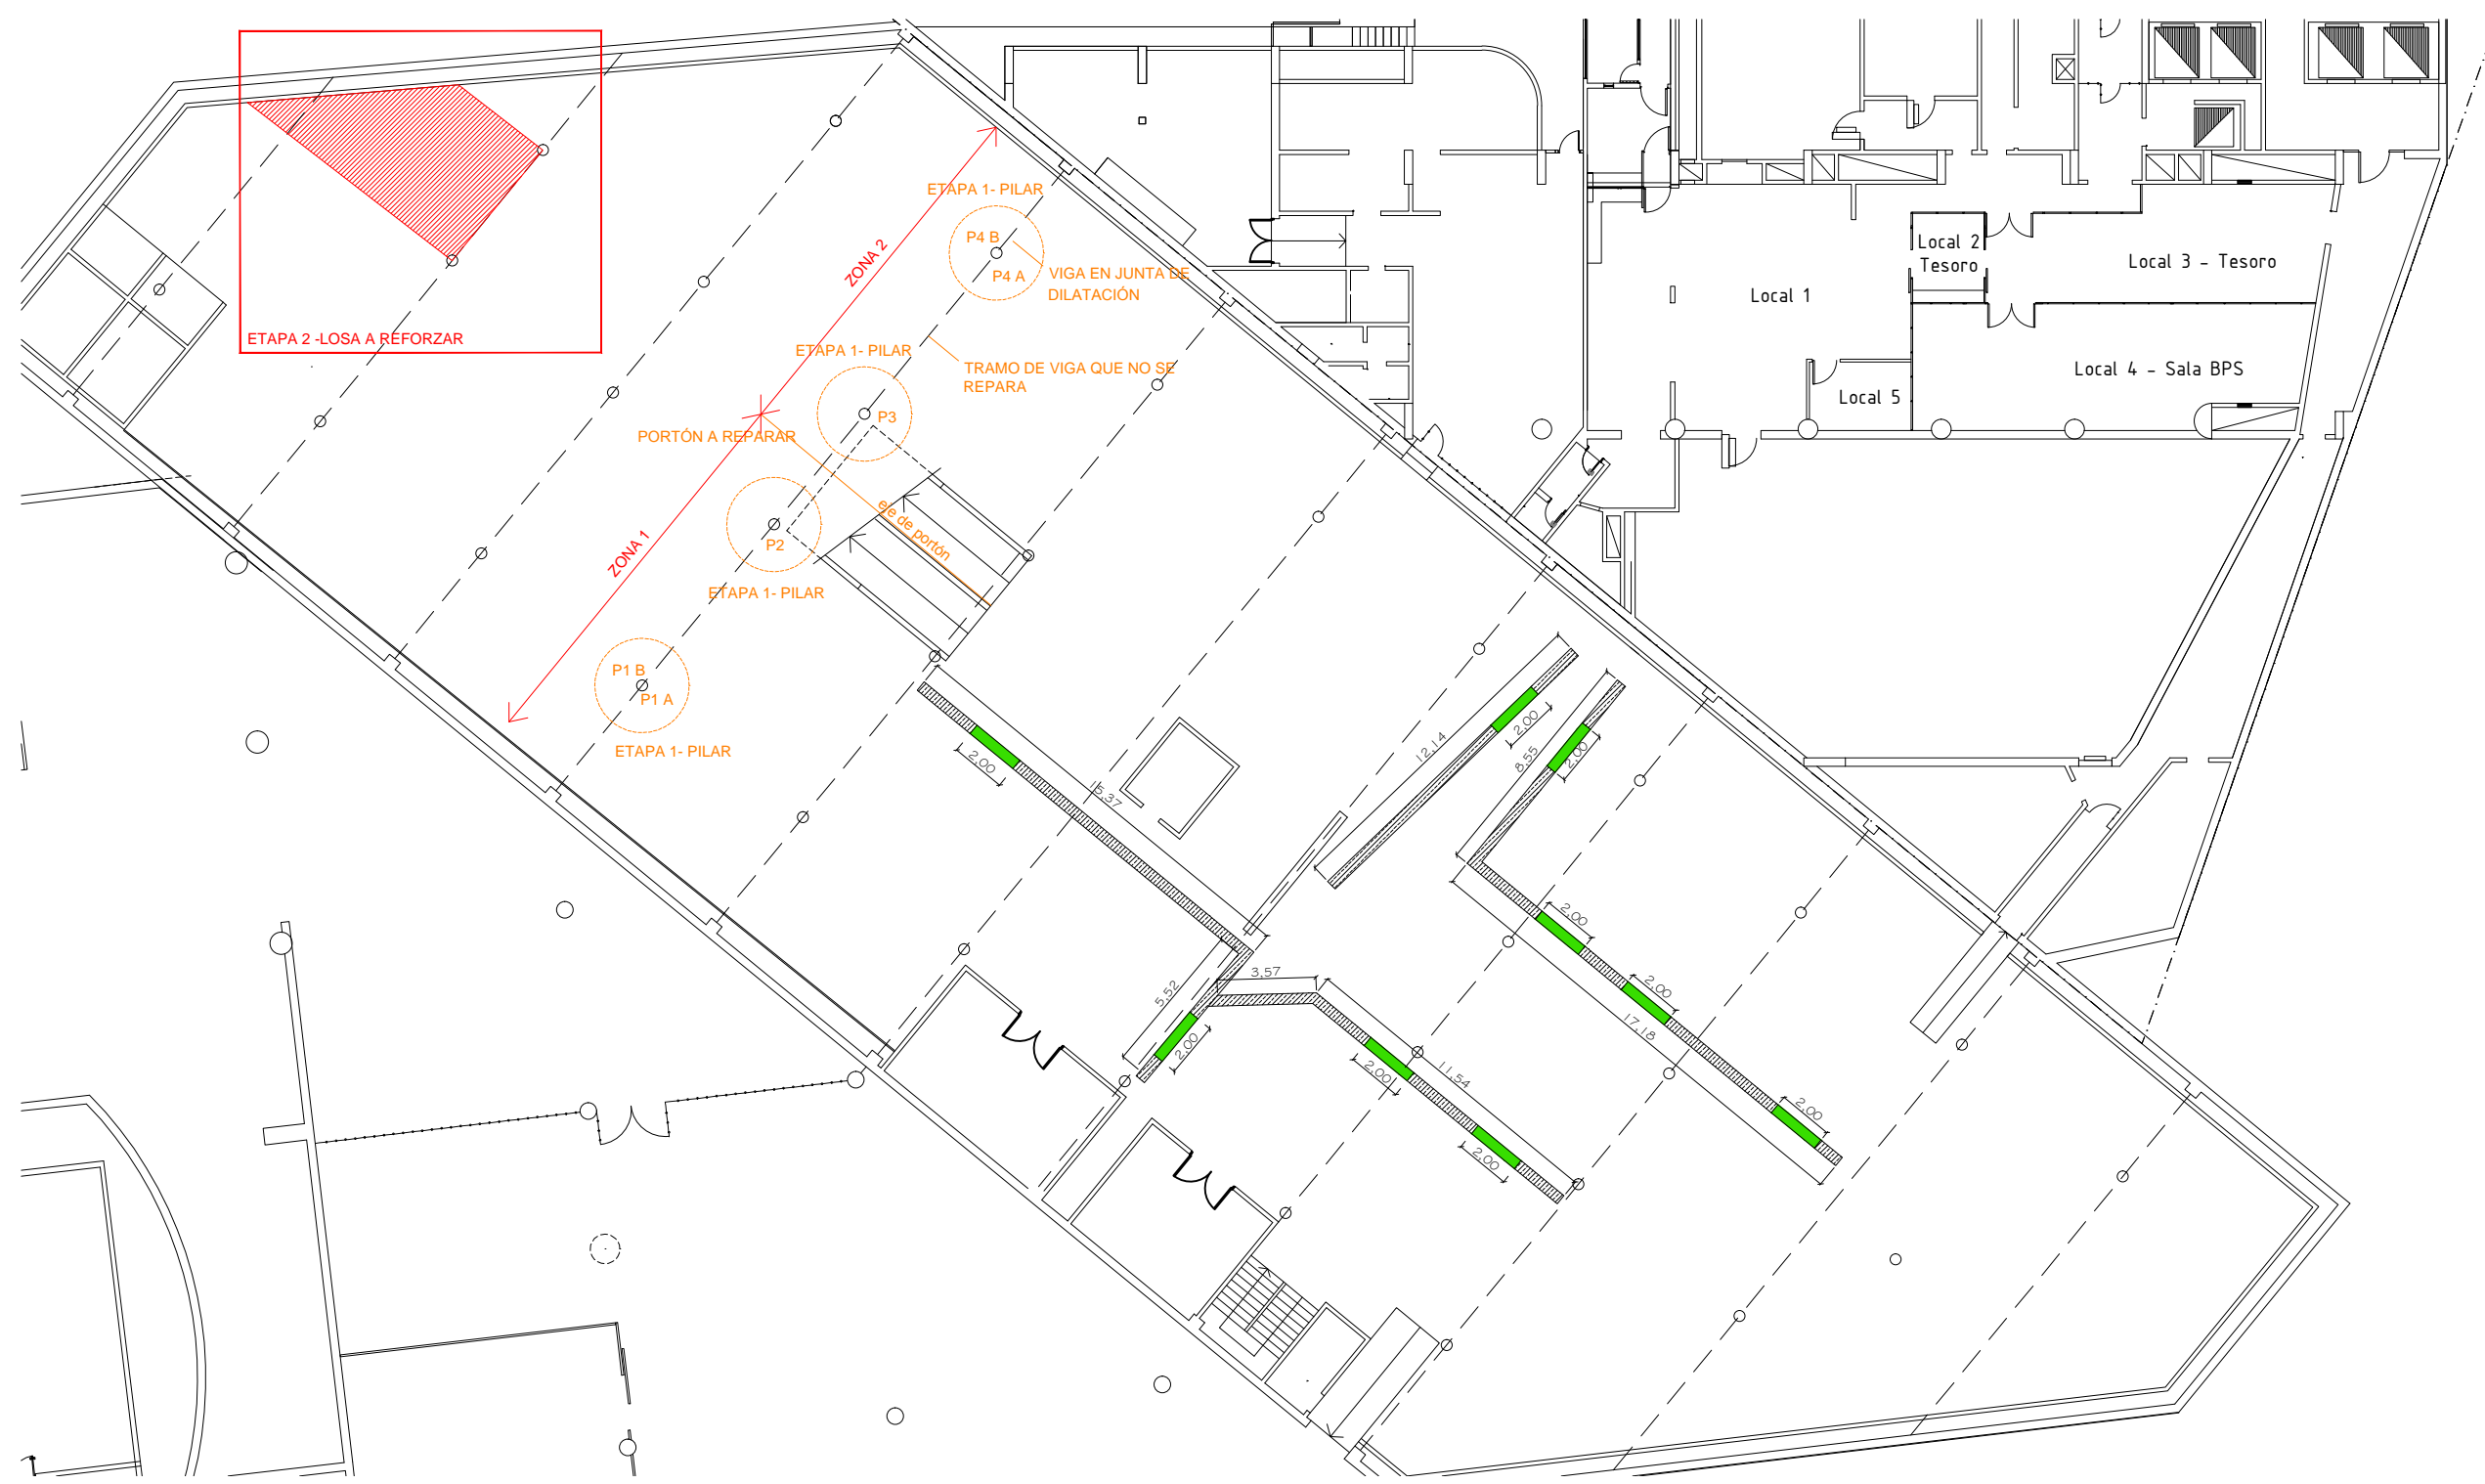 ETAPA 1- PILAR
P4 B
P4 A
VIGA EN JUNTA DE
DILATACIÓN
ZONA 2
Local 2
Tesoro
Local 3 - Tesoro
Local 1
ETAPA 2 -LOSA A REFORZAR
ETAPA 1- PILAR
TRAMO DE VIGA QUE NO SE
REPARA
Local 4 - Sala BPS
Local 5
P3
PORTÓN A REPARAR
eje de portón
P2
ZONA 1
ETAPA 1- PILAR
P1 B
P1 A
ETAPA 1- PILAR
2,00
15,37
12,14
2,00
8,55
2,00
2,00
2,00
17,18
2,00
3,57
5,52
2,00
2,00
11,54
2,00